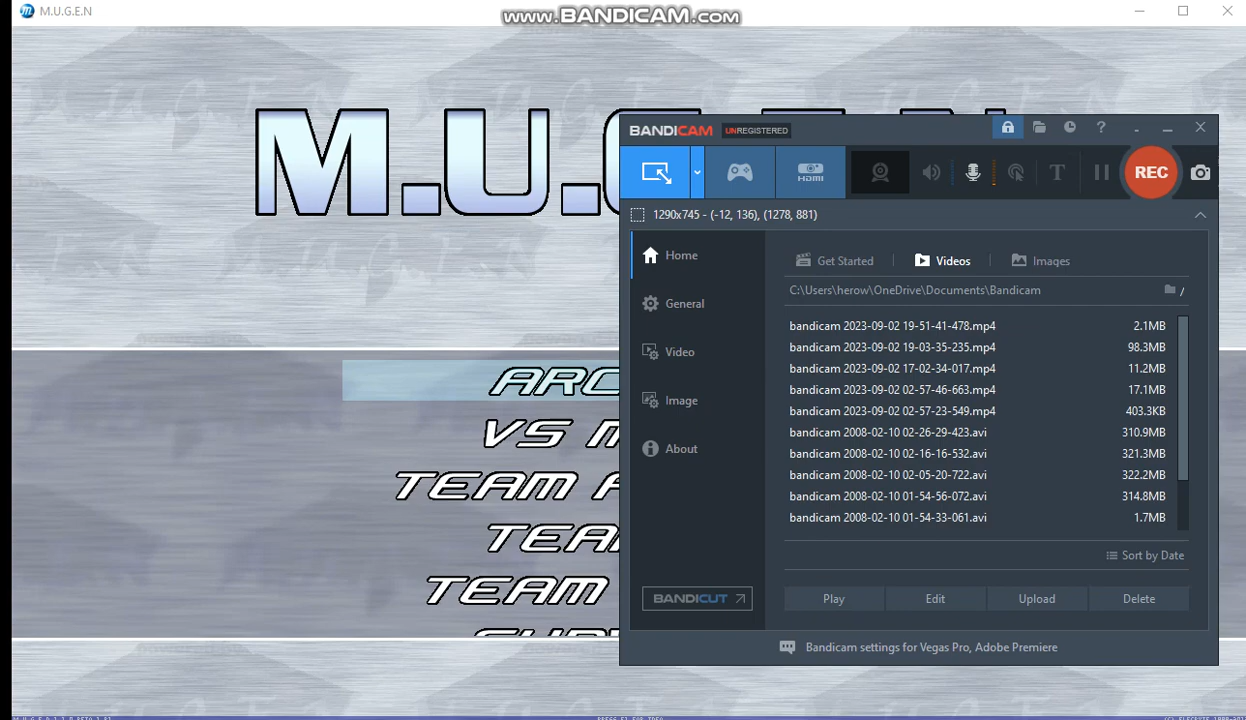 M.U.G.E.N
www.BANDICAM.com
M.U.G
BANDICAM UNREGISTERED
HDMI
T
REC
1290x745 - (-12, 136), (1278, 881)
Home
General
Video
Image
About
BANDICUT
Get Started
Videos
Images
C:\Users\herow\OneDrive\Documents\Bandicam
/
bandicam 2023-09-02 19-51-41-478.mp4 2.1MB
bandicam 2023-09-02 19-03-35-235.mp4 98.3MB
bandicam 2023-09-02 17-02-34-017.mp4 11.2MB
bandicam 2023-09-02 02-57-46-663.mp4 17.1MB
bandicam 2023-09-02 02-57-23-549.mp4 403.3KB
bandicam 2008-02-10 02-26-29-423.avi 310.9MB
bandicam 2008-02-10 02-16-16-532.avi 321.3MB
bandicam 2008-02-10 02-05-20-722.avi 322.2MB
bandicam 2008-02-10 01-54-56-072.avi 314.8MB
bandicam 2008-02-10 01-54-33-061.avi 1.7MB
Sort by Date
Play Edit Upload Delete
Bandicam settings for Vegas Pro, Adobe Premiere
ARC
VS M
TEAM A
TEA
TEAM